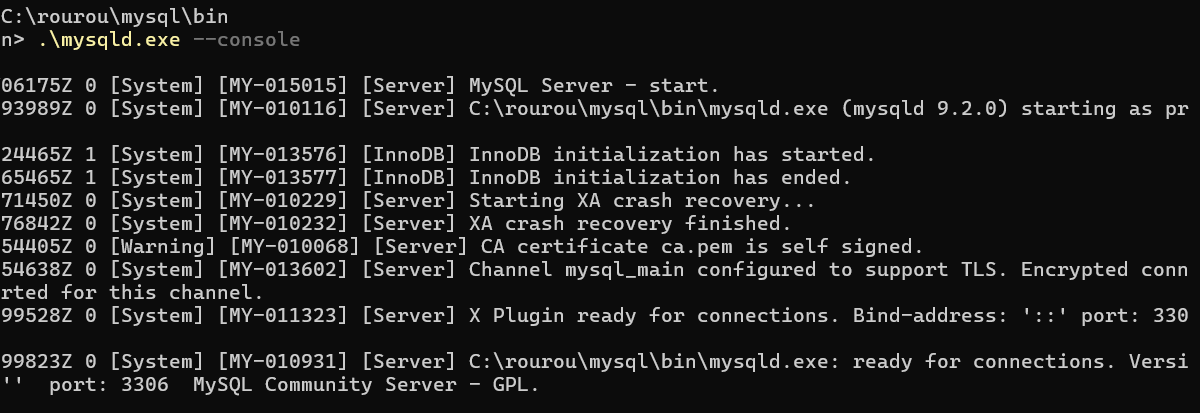 C:\rourou\mysql\bin
n> .\mysqld.exe --console
06175Z 0 [System] [MY-015015] [Server] MySQL Server - start.
93989Z 0 [System] [MY-010116] [Server] C:\rourou\mysql\bin\mysqld.exe (mysqld 9.2.0) starting as pr
24465Z 1 [System] [MY-013576] [InnoDB] InnoDB initialization has started.
65465Z 1 [System] [MY-013577] [InnoDB] InnoDB initialization has ended.
71450Z 0 [System] [MY-010229] [Server] Starting XA crash recovery...
76842Z 0 [System] [MY-010232] [Server] XA crash recovery finished.
54405Z 0 [Warning] [MY-010068] [Server] CA certificate ca.pem is self signed.
54638Z 0 [System] [MY-013602] [Server] Channel mysql_main configured to support TLS. Encrypted conn
rted for this channel.
99528Z 0 [System] [MY-011323] [Server] X Plugin ready for connections. Bind-address: '::' port: 330
99823Z 0 [System] [MY-010931] [Server] C:\rourou\mysql\bin\mysqld.exe: ready for connections. Versi
''  port: 3306  MySQL Community Server - GPL.